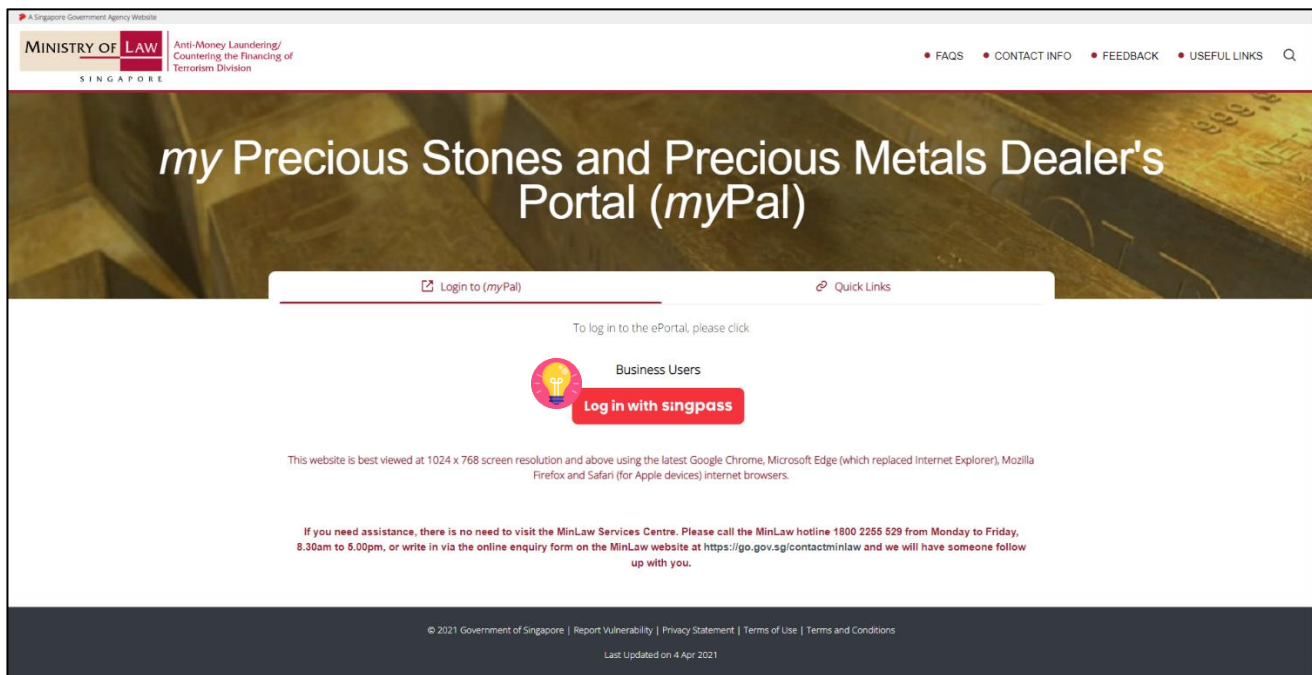 A Singapore Government Agency Website
MINISTRY OF LAW
SINGAPORE
Anti-Money Laundering/
Countering the Financing of
Terrorism Division
FAQS
CONTACT INFO
FEEDBACK
USEFUL LINKS
999.9
NET
my Precious Stones and Precious Metals Dealer's
Portal (myPal)
Login to (myPal)
Quick Links
To log in to the ePortal, please click
Business Users
Log in with singpass
This website is best viewed at 1024 x 768 screen resolution and above using the latest Google Chrome, Microsoft Edge (which replaced Internet Explorer), Mozilla
Firefox and Safari (for Apple devices) internet browsers.
If you need assistance, there is no need to visit the MinLaw Services Centre. Please call the MinLaw hotline 1800 2255 529 from Monday to Friday,
8.30am to 5.00pm, or write in via the online enquiry form on the MinLaw website at https://go.gov.sg/contactminlaw and we will have someone follow
up with you.
© 2021 Government of Singapore | Report Vulnerability | Privacy Statement | Terms of Use | Terms and Conditions
Last Updated on 4 Apr 2021